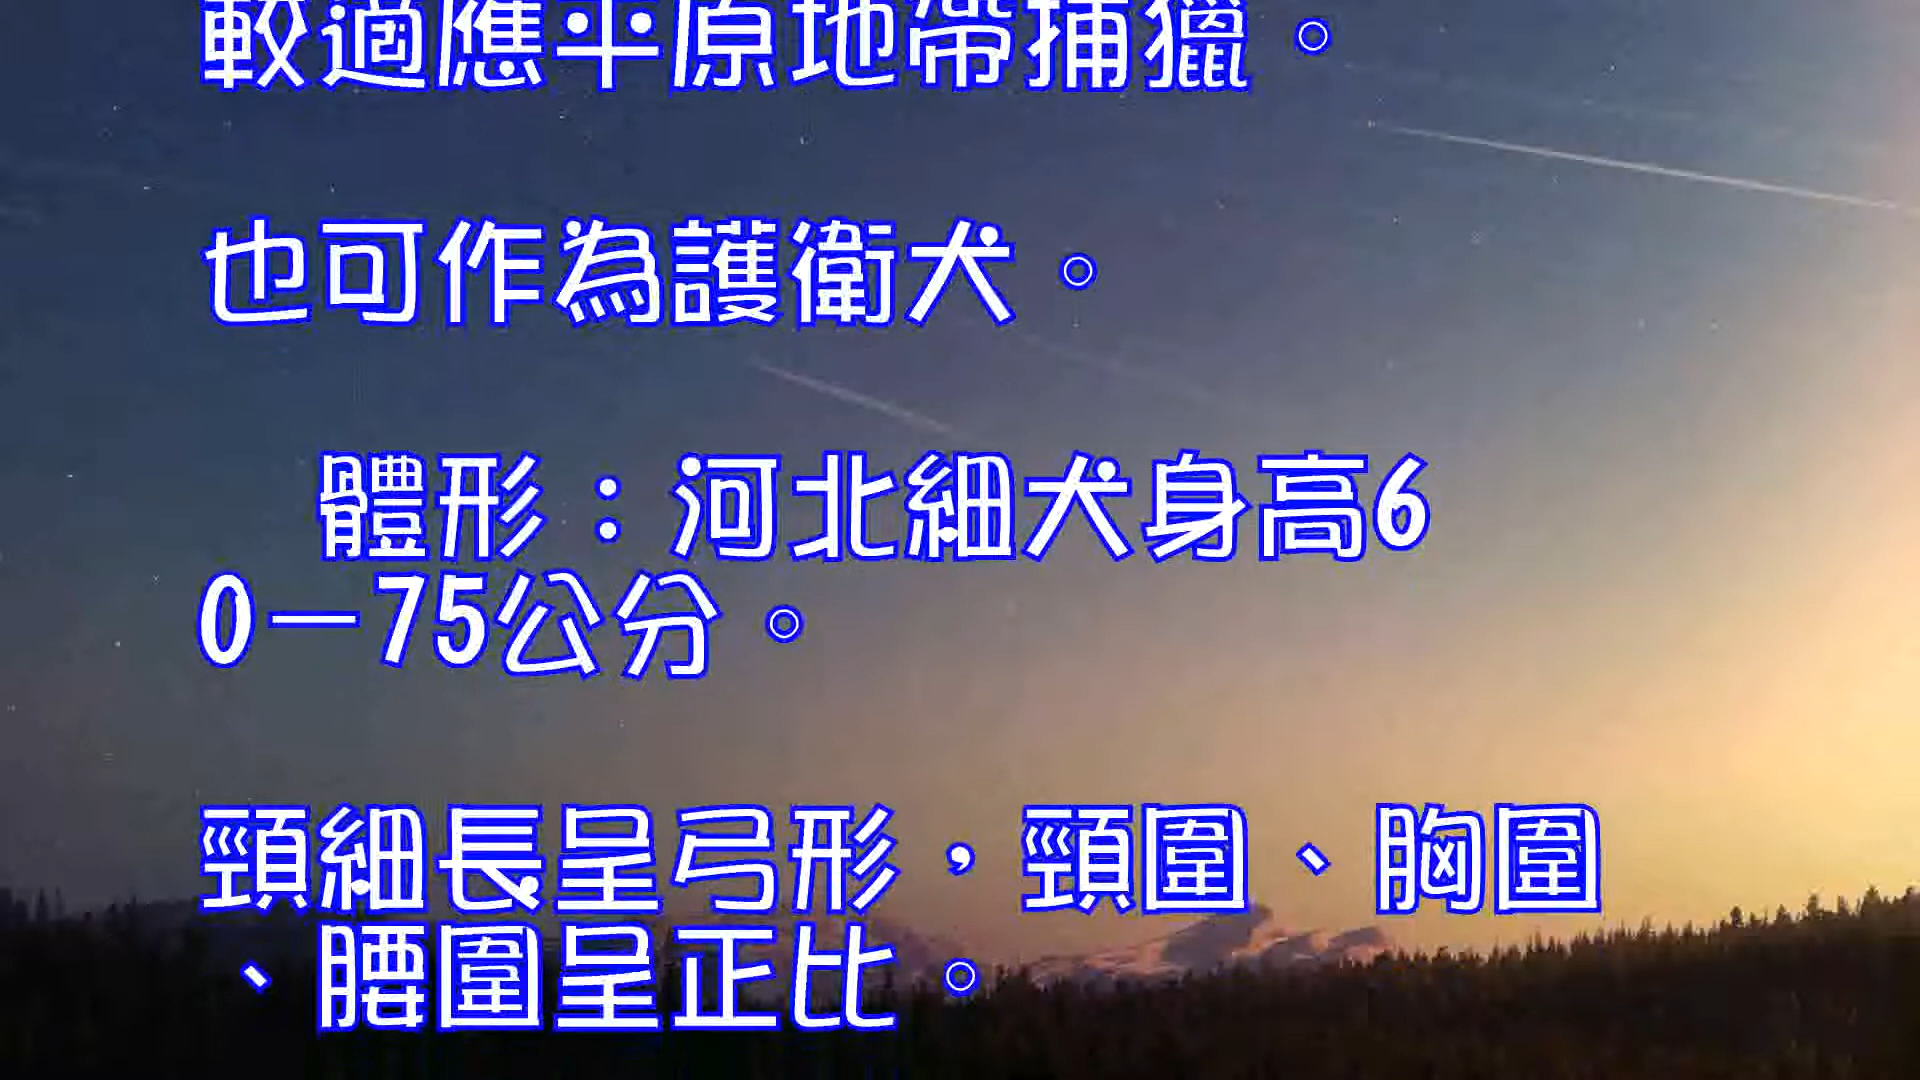 較適應平原地帶捕獵。
也可作為護衛犬。
體形：河北細犬身高6
0－75公分。
頸細長呈弓形，頸圍、胸圍
、腰圍呈正比。